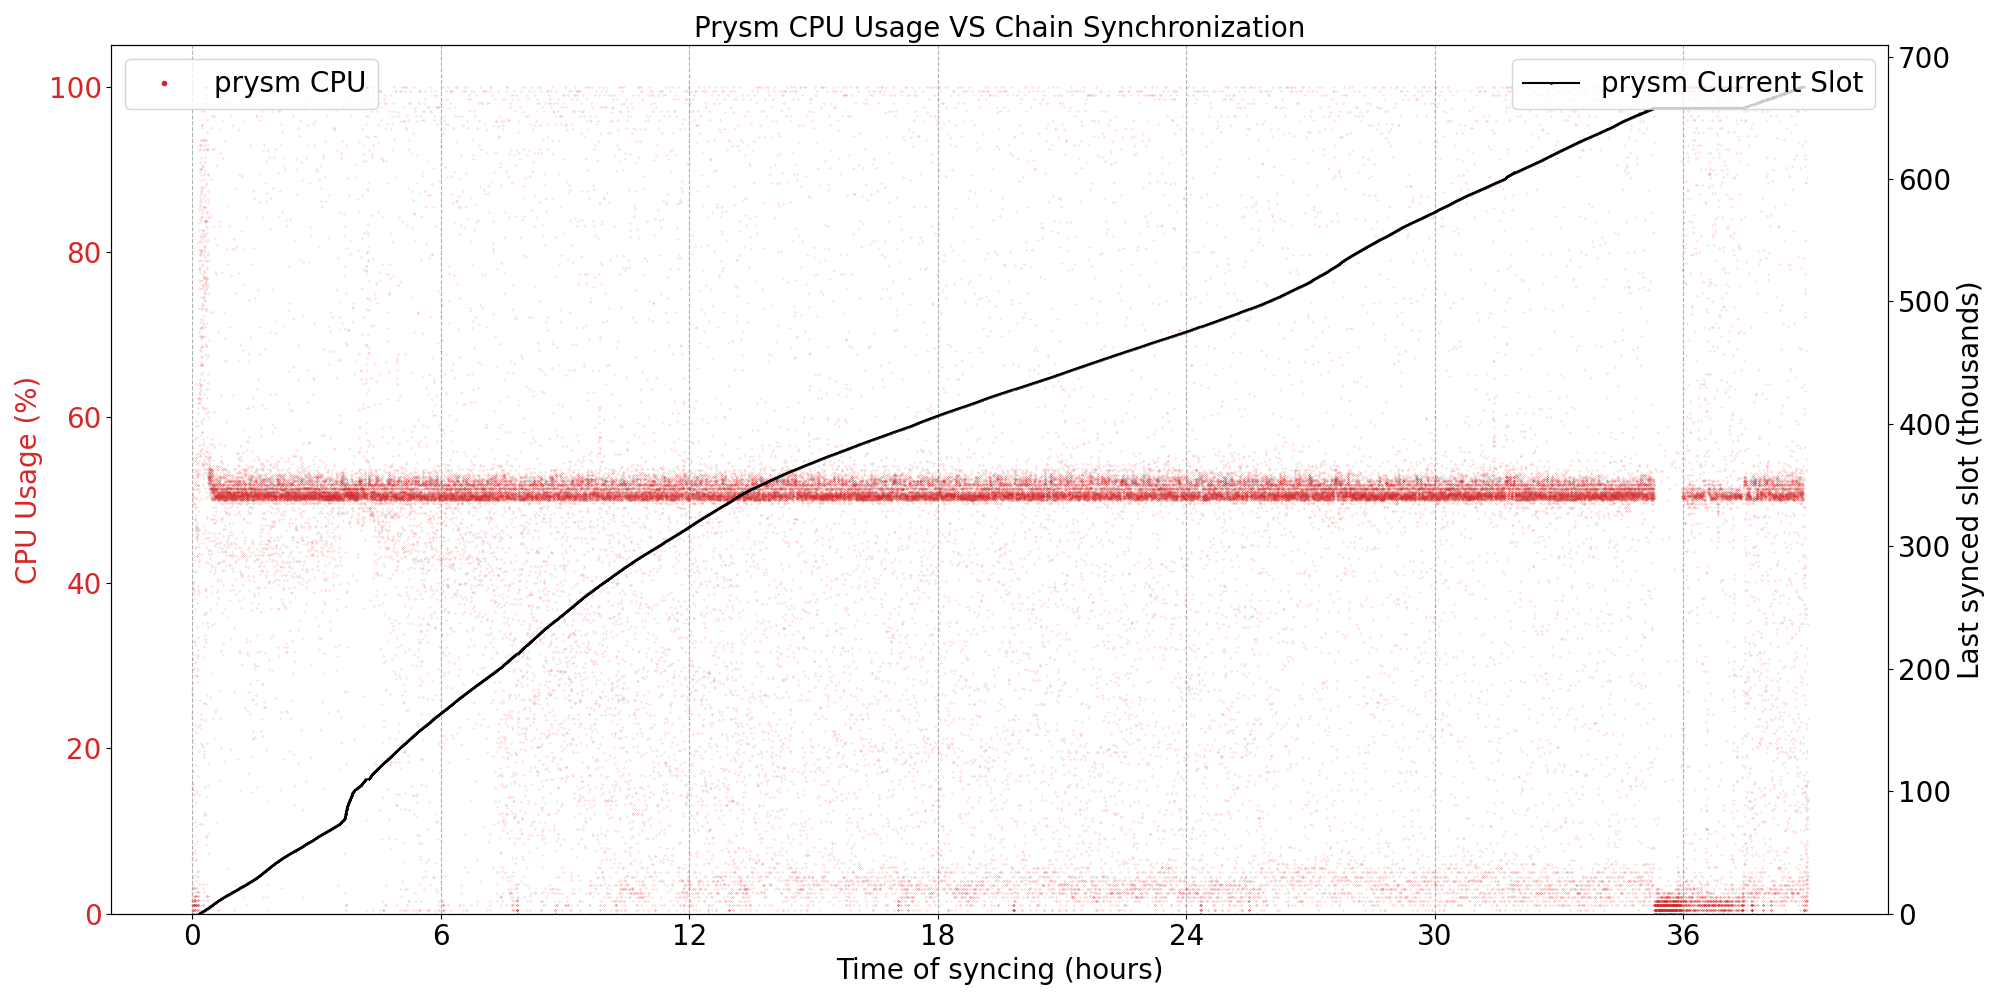 Prysm CPU Usage VS Chain Synchronization
prysm CPU
prysm Current Slot
CPU Usage (%)
100
80
60
40
20
0
700
600
500
400
300
200
100
0
Last synced slot (thousands)
0 6 12 18 24 30 36
Time of syncing (hours)